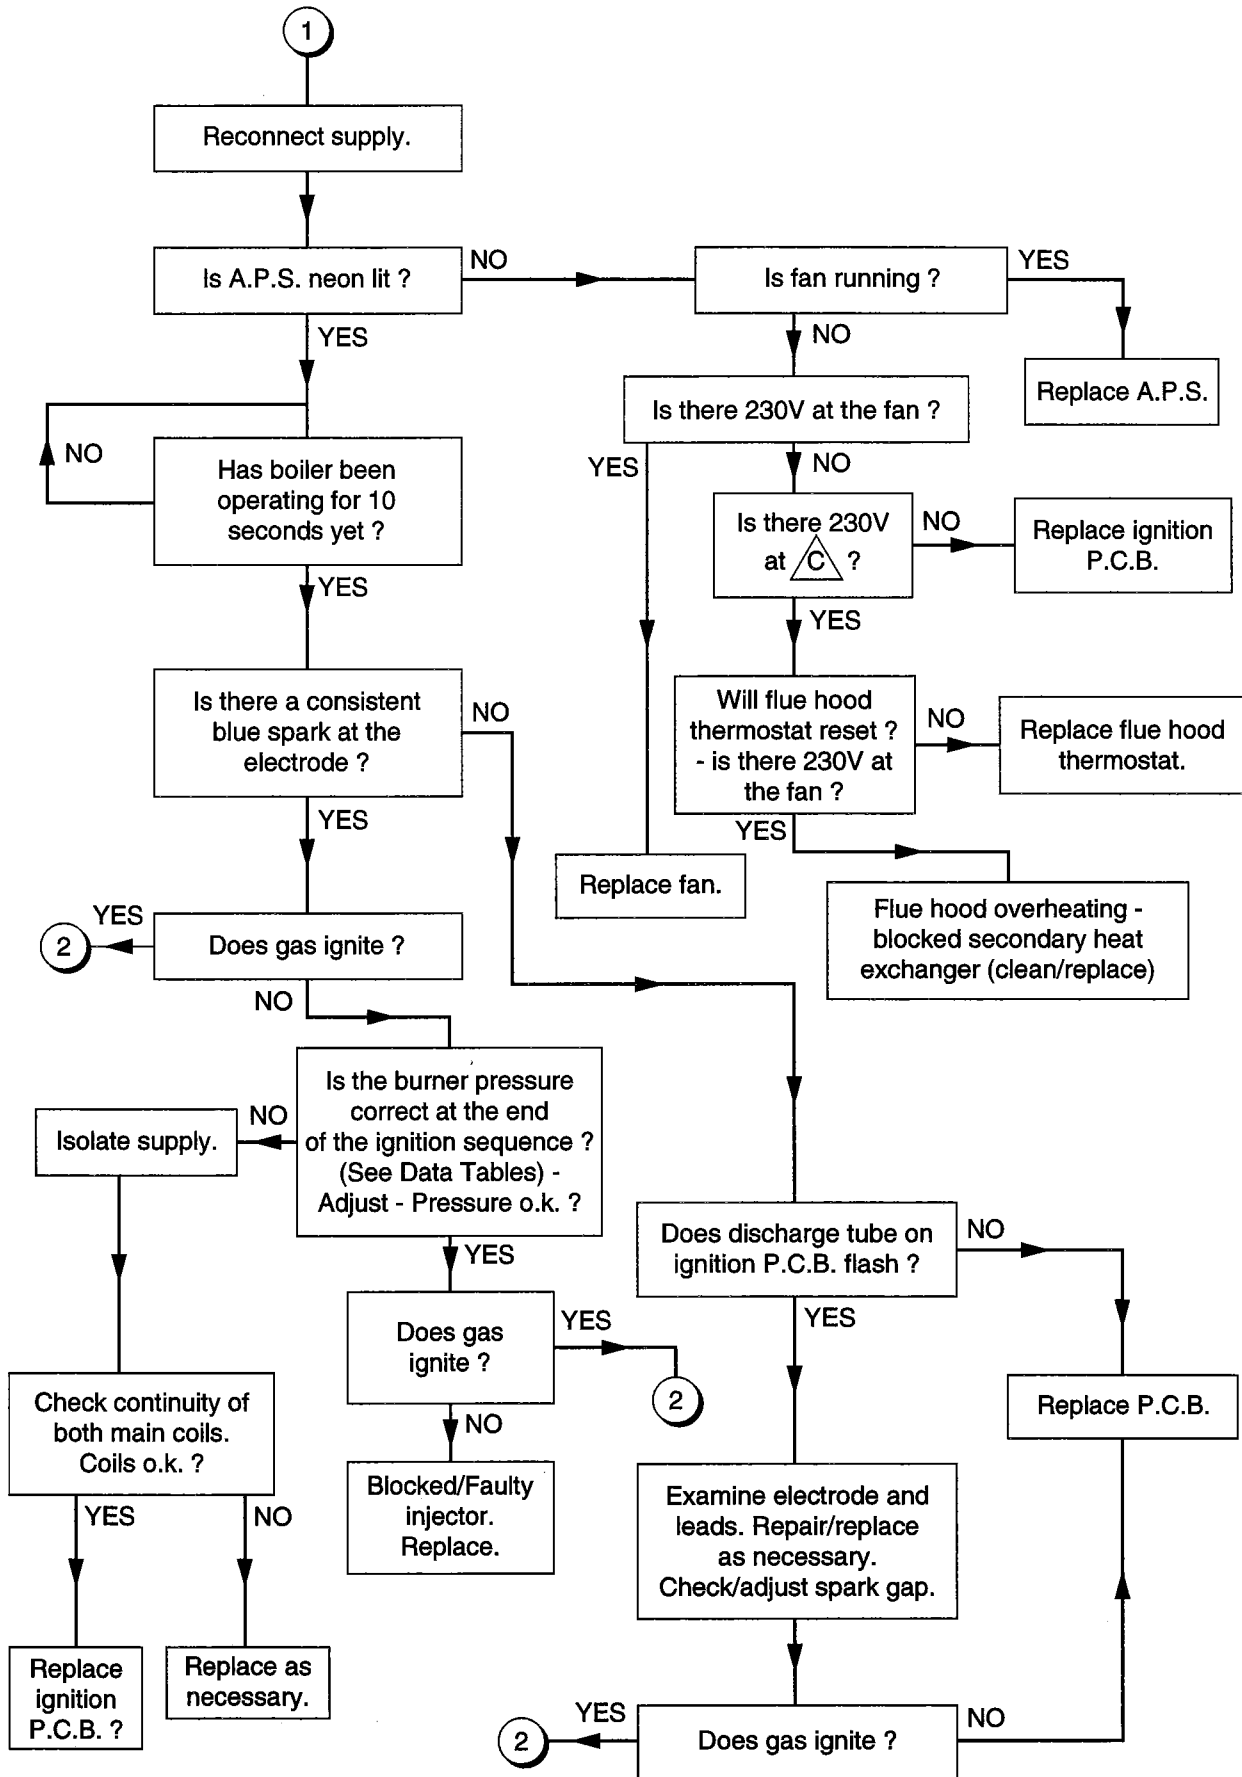 1
Reconnect supply.
Is A.P.S. neon lit ?
NO
Is fan running ?
YES
YES
NO
Replace A.P.S.
Is there 230V at the fan ?
NO
Has boiler been
operating for 10
seconds yet ?
YES
NO
Is there 230V
at C ?
NO
Replace ignition
P.C.B.
YES
YES
Is there a consistent
blue spark at the
electrode ?
NO
Will flue hood
thermostat reset ?
- is there 230V at
the fan ?
NO
Replace flue hood
thermostat.
YES
YES
Replace fan.
Flue hood overheating -
blocked secondary heat
exchanger (clean/replace)
YES
2
Does gas ignite ?
NO
Is the burner pressure
correct at the end
of the ignition sequence ?
(See Data Tables) -
Adjust - Pressure o.k. ?
NO
Isolate supply.
YES
Does discharge tube on
ignition P.C.B. flash ?
NO
YES
Does gas
ignite ?
YES
2
Replace P.C.B.
Check continuity of
both main coils.
Coils o.k. ?
NO
YES
NO
Blocked/Faulty
injector.
Replace.
Examine electrode and
leads. Repair/replace
as necessary.
Check/adjust spark gap.
Replace
ignition
P.C.B. ?
Replace as
necessary.
YES
2
Does gas ignite ?
NO